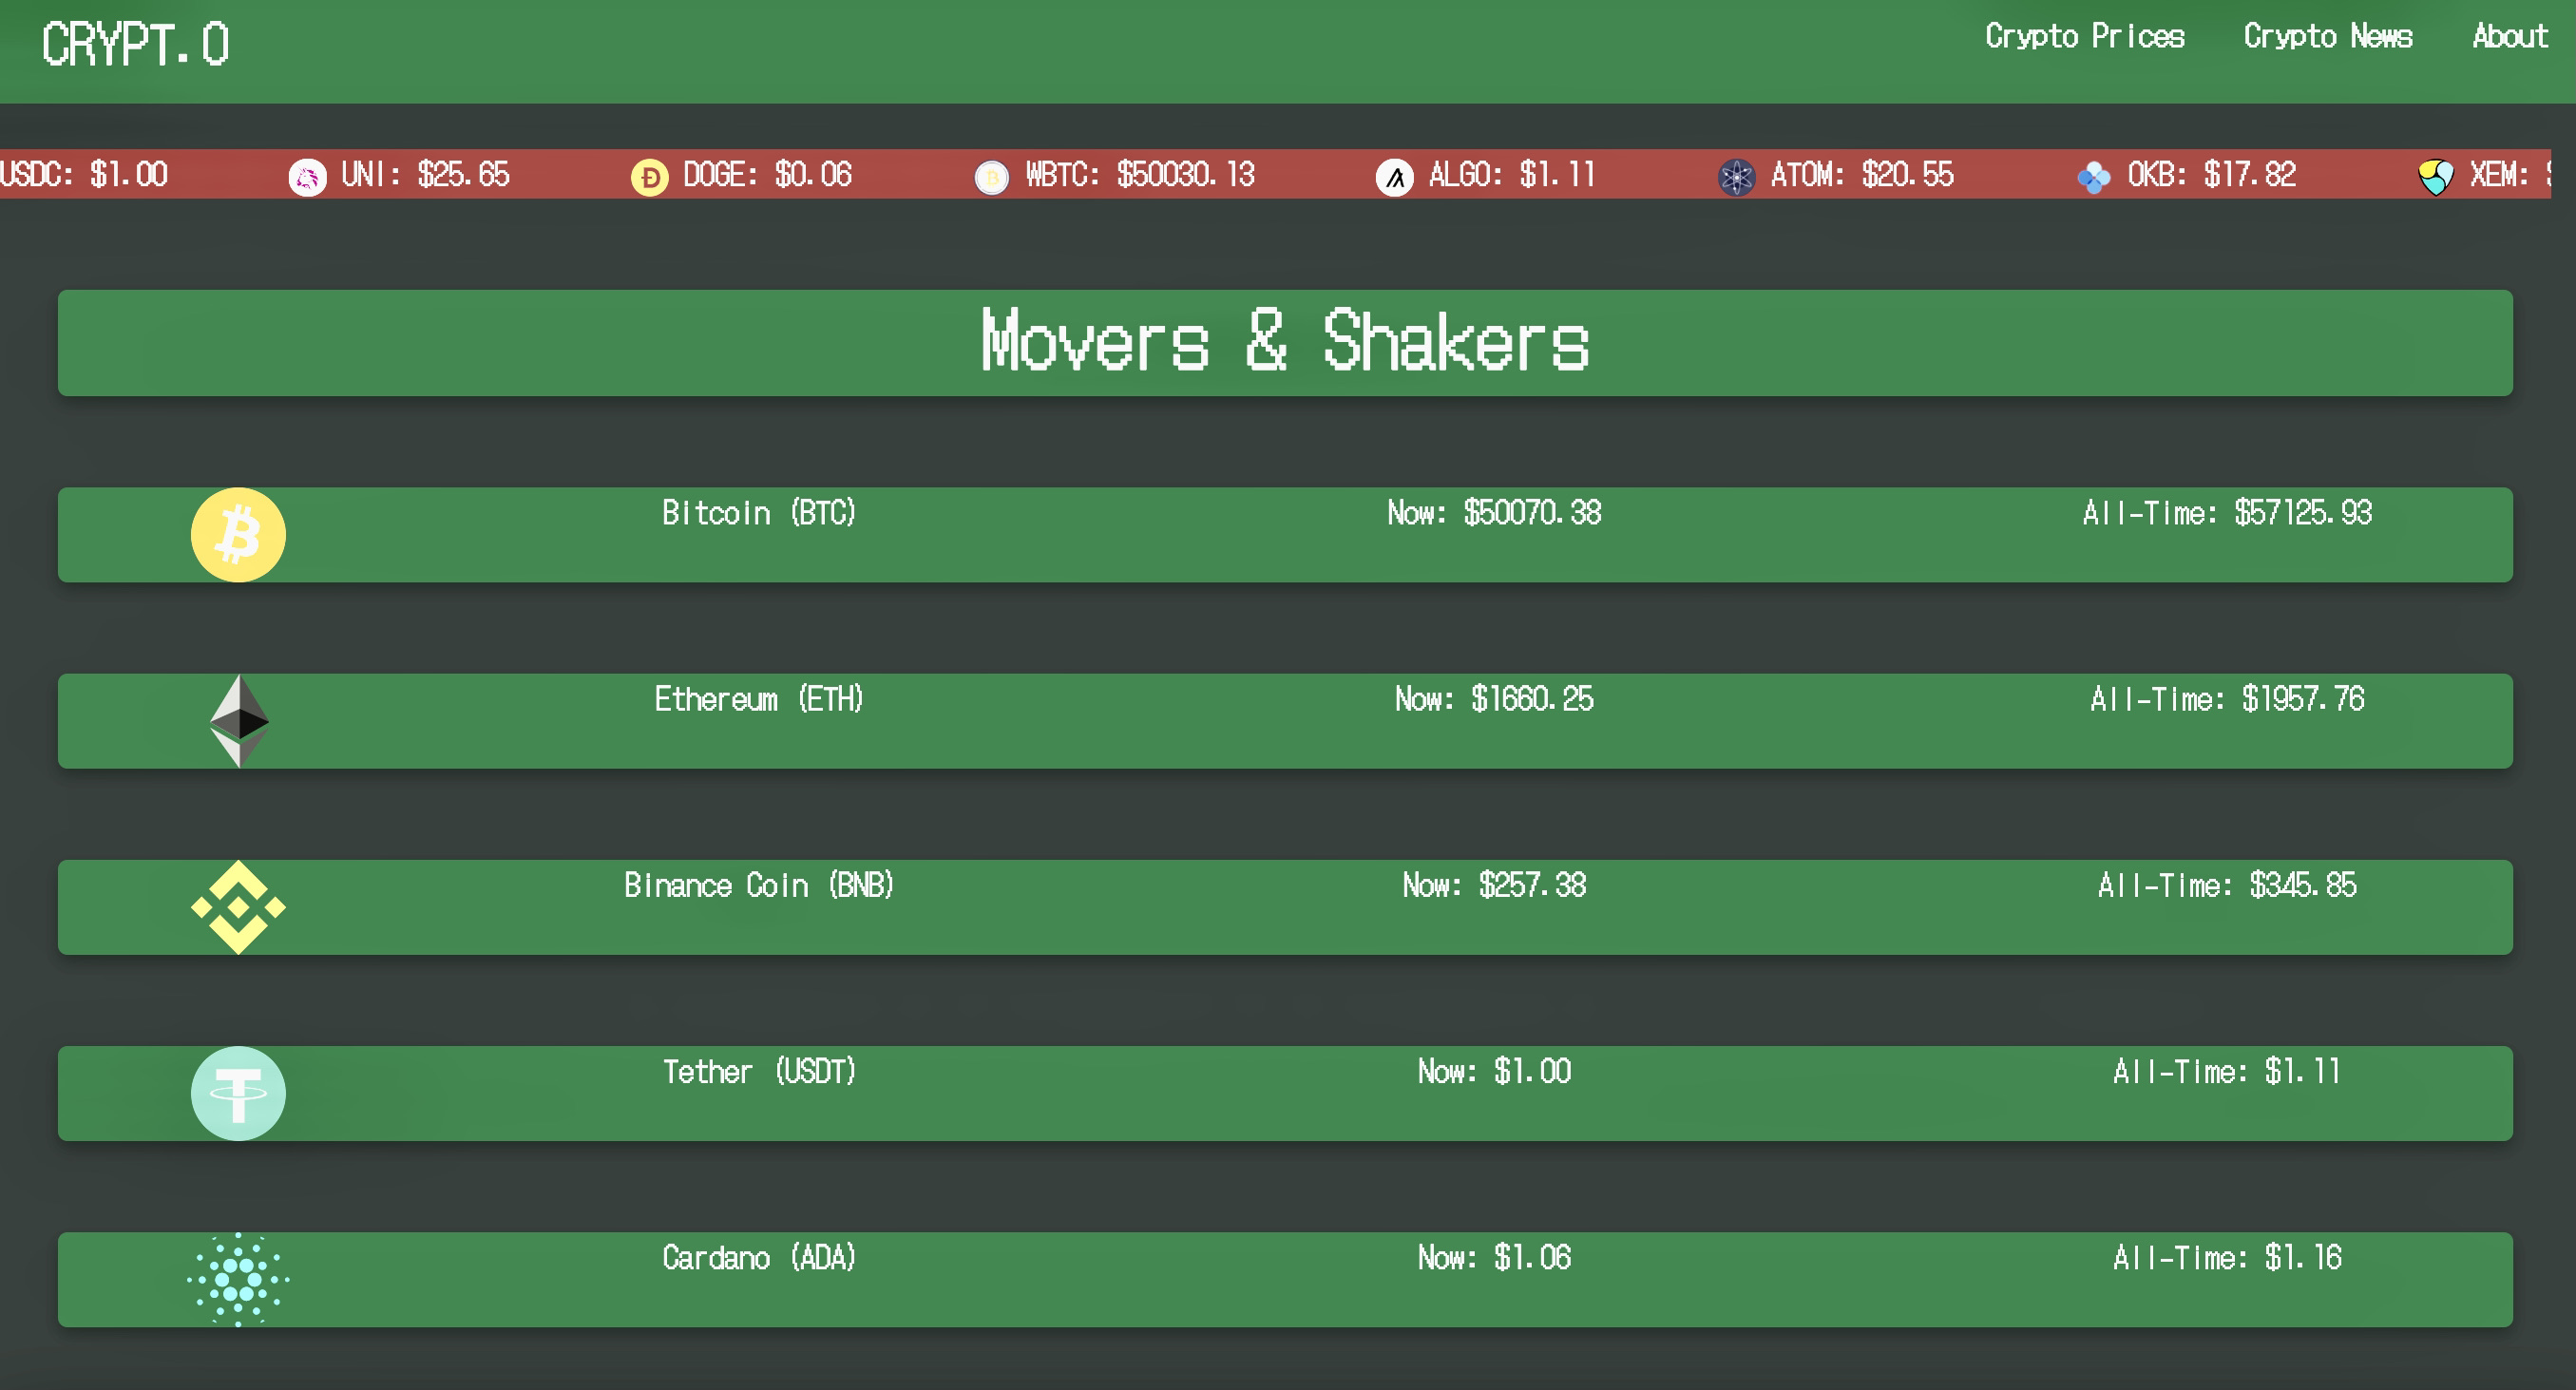 CRYPT.O
Crypto Prices Crypto News About
USDC: $1.00 UNI: $25.65 DOGE: $0.06 WBTC: $50030.13 ALGO: $1.11 ATOM: $20.55 OKB: $17.82 XEM:
Movers & Shakers
Bitcoin (BTC) Now: $50070.38 All-Time: $57125.93
Ethereum (ETH) Now: $1660.25 All-Time: $1957.76
Binance Coin (BNB) Now: $257.38 All-Time: $345.85
Tether (USDT) Now: $1.00 All-Time: $1.11
Cardano (ADA) Now: $1.06 All-Time: $1.16